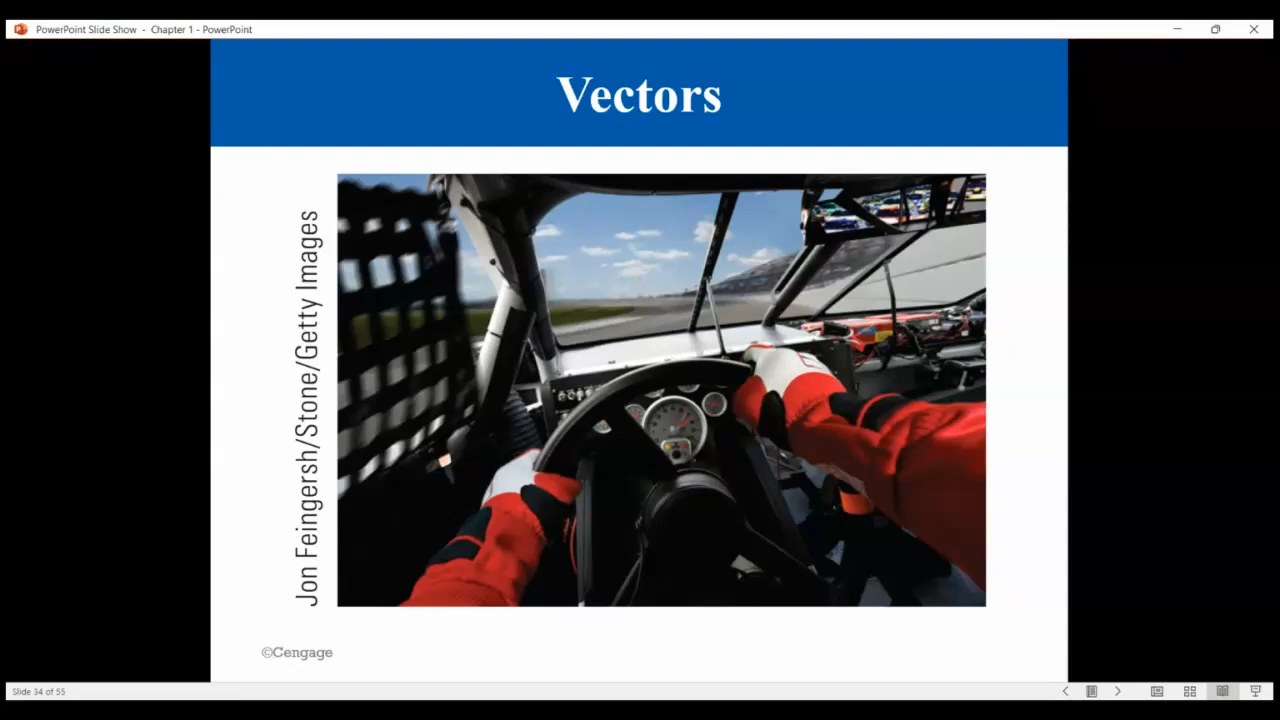 PowerPoint Slide Show - Chapter 1 - PowerPoint
Vectors
Jon Feingersh/Stone/Getty Images
©Cengage
Slide 34 of 55